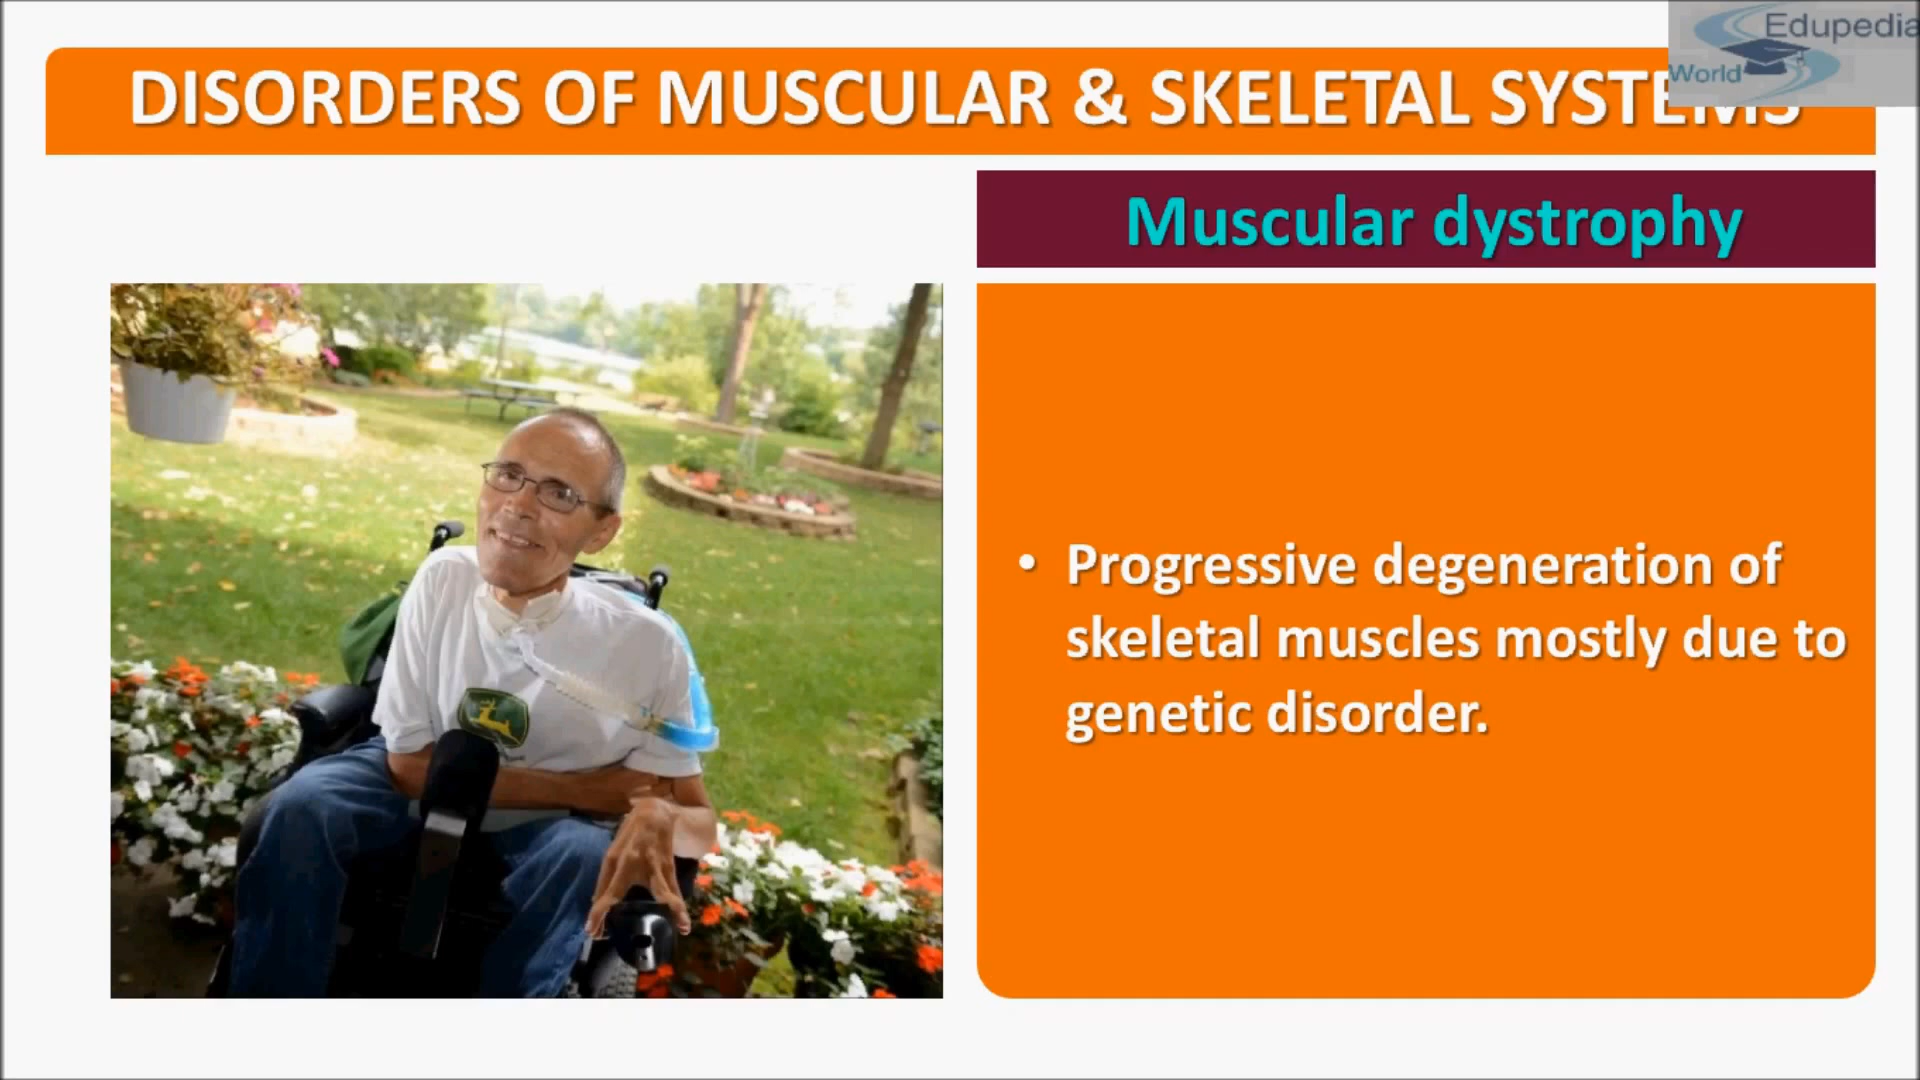 Edupedia
World
DISORDERS OF MUSCULAR & SKELETAL SYSTEMS
Muscular dystrophy
• Progressive degeneration of
skeletal muscles mostly due to
genetic disorder.